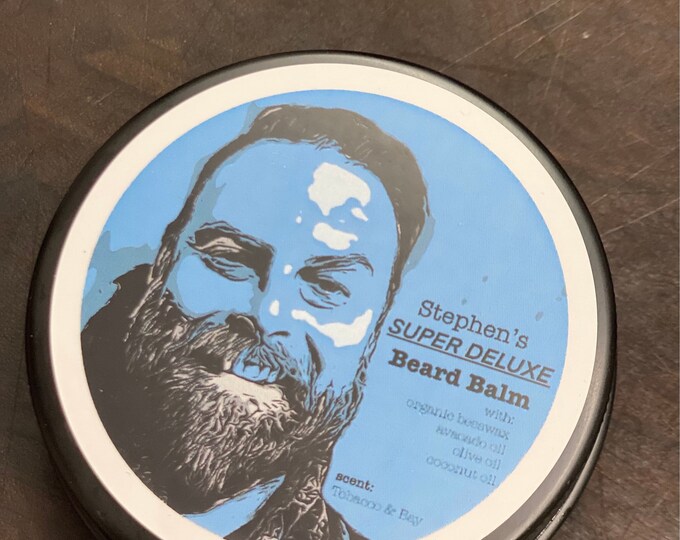 Stephen's
SUPER DELUXE
Beard Balm
with:
organic beeswax
avocado oil
olive oil
coconut oil
scent:
Tobacco & Bay